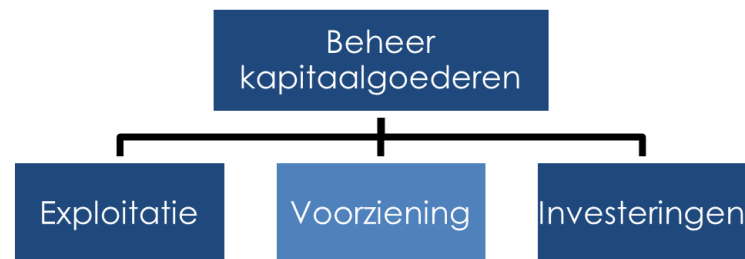 Beheer
kapitaalgoederen
Exploitatie
Voorziening
Investeringen